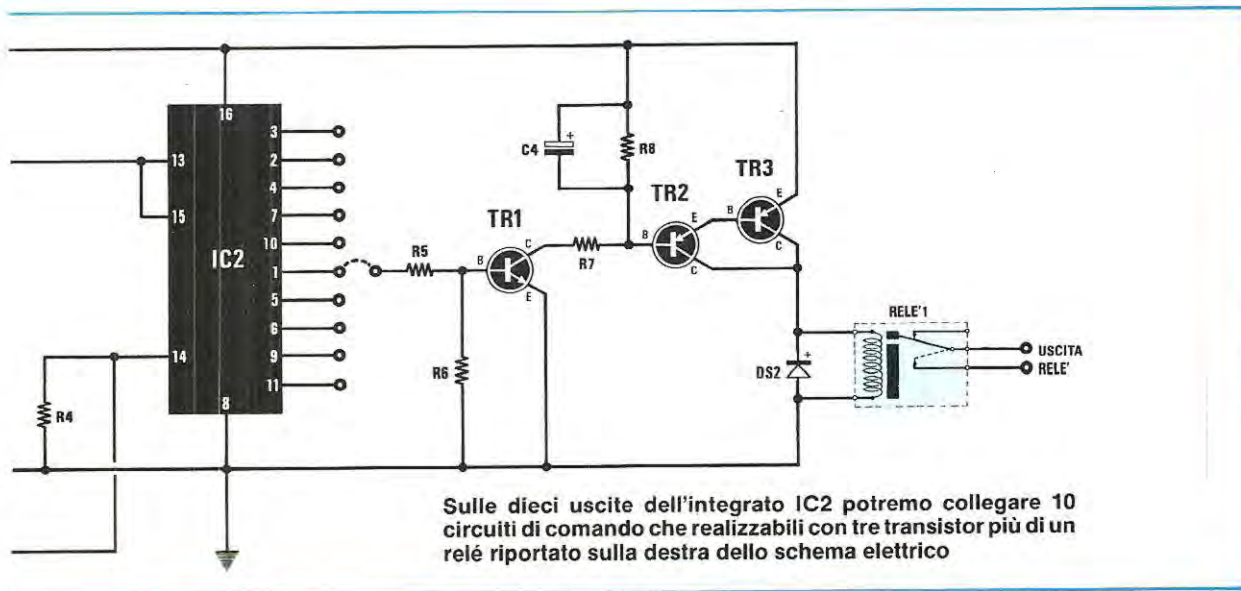 16
3
2
4
7
10
1
5
6
9
11
13
15
14
8
IC2
R4
R5
R6
TR1
B
C
E
R7
C4
+
R8
TR2
B
E
C
TR3
B
E
C
DS2
+
RELE'1
USCITA
RELE'
Sulle dieci uscite dell'integrato IC2 potremo collegare 10
circuiti di comando che realizzabili con tre transistor più di un
relé riportato sulla destra dello schema elettrico